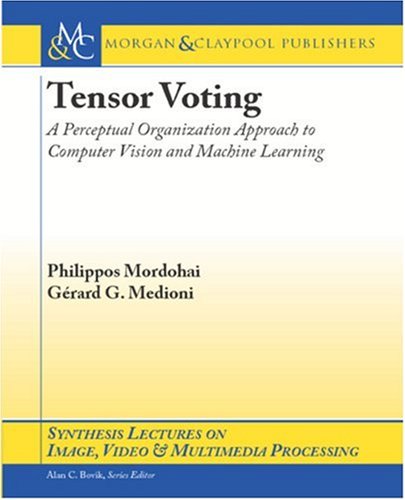 M
&C
MORGAN & CLAYPOOL PUBLISHERS
Tensor Voting
A Perceptual Organization Approach to
Computer Vision and Machine Learning
Philippos Mordohai
Gérard G. Medioni
SYNTHESIS LECTURES ON
IMAGE, VIDEO & MULTIMEDIA PROCESSING
Alan C. Bovik, Series Editor